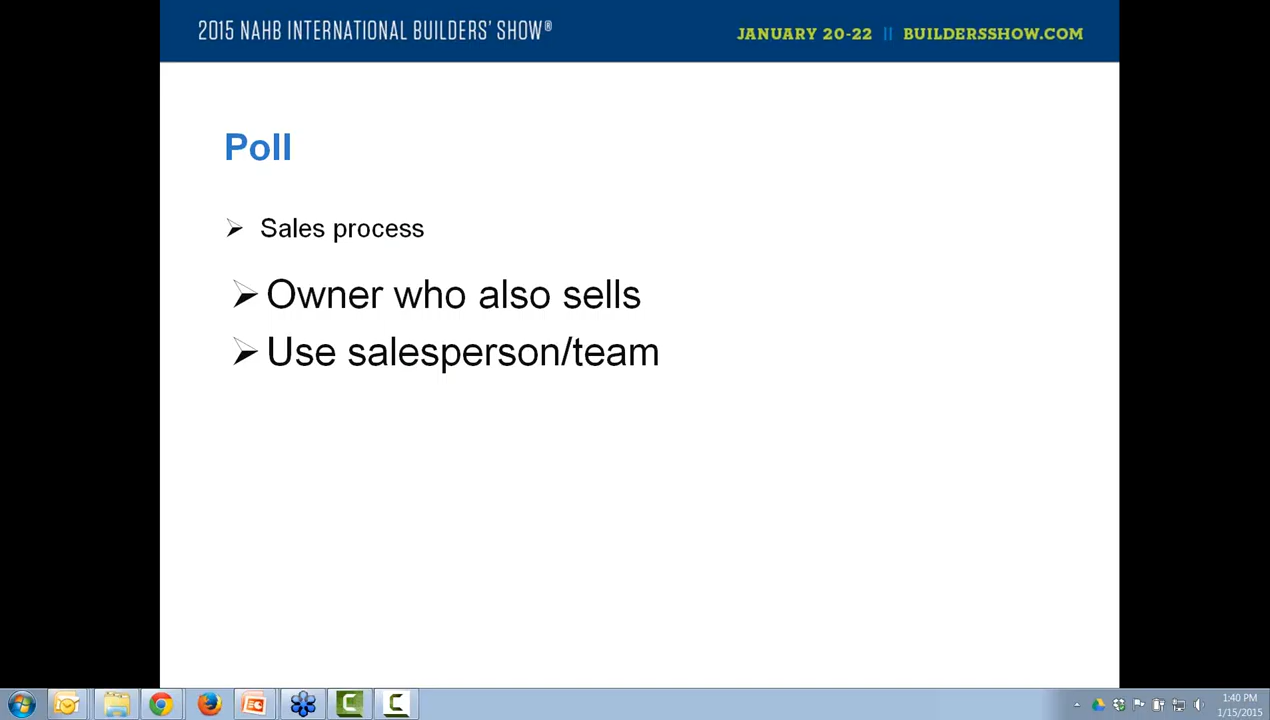 2015 NAHB INTERNATIONAL BUILDERS' SHOW®
JANUARY 20-22 || BUILDERSSHOW.COM
Poll
Sales process
Owner who also sells
Use salesperson/team
1:40 PM
1/15/2015